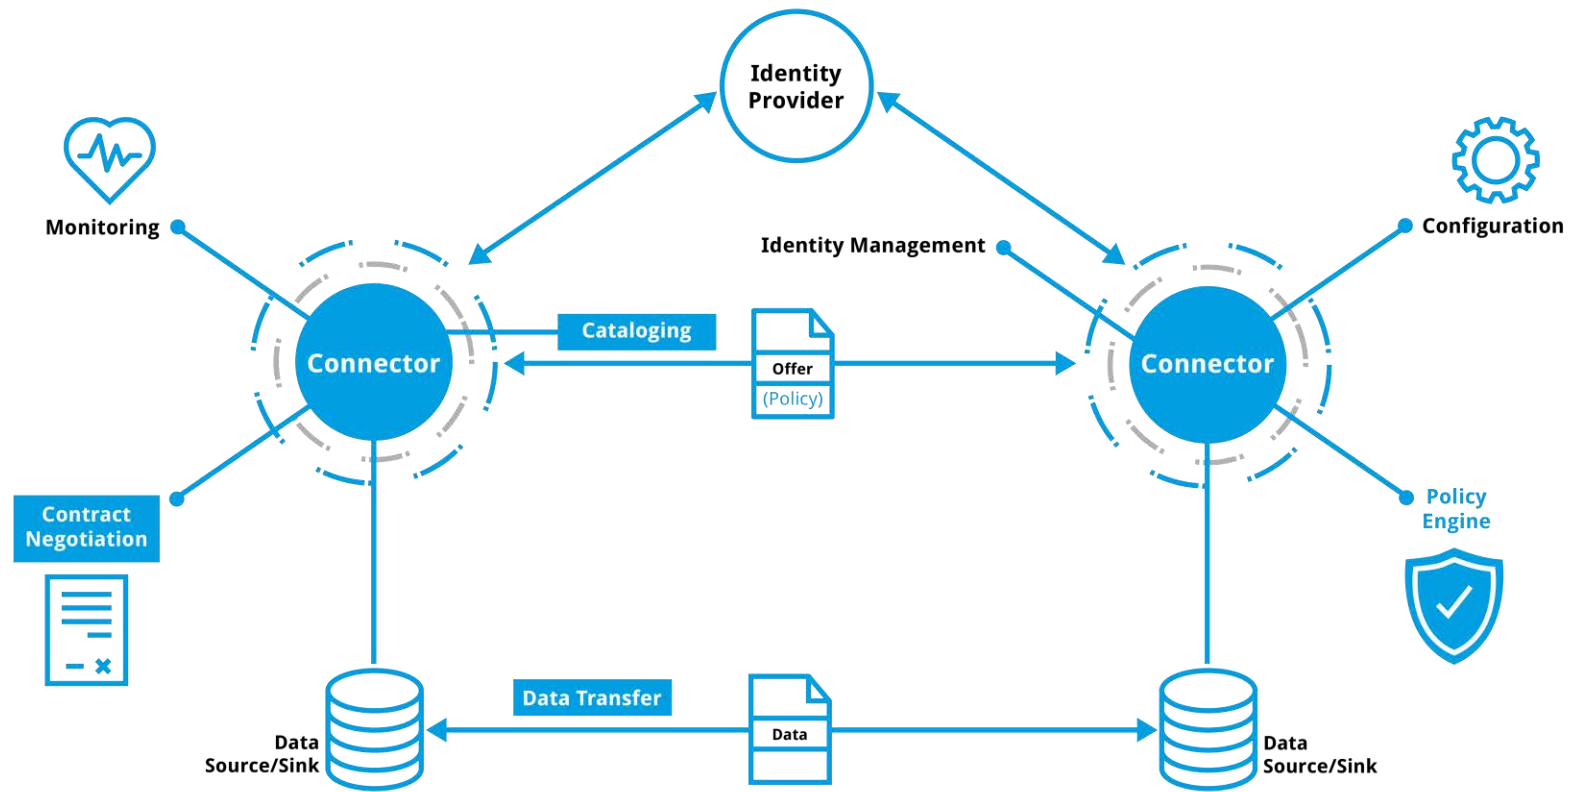 Identity
Provider
Monitoring
Configuration
Identity Management
Cataloging
Connector
Offer
(Policy)
Connector
Contract
Negotiation
Policy
Engine
Data Transfer
Data
Data
Source/Sink
Data
Source/Sink